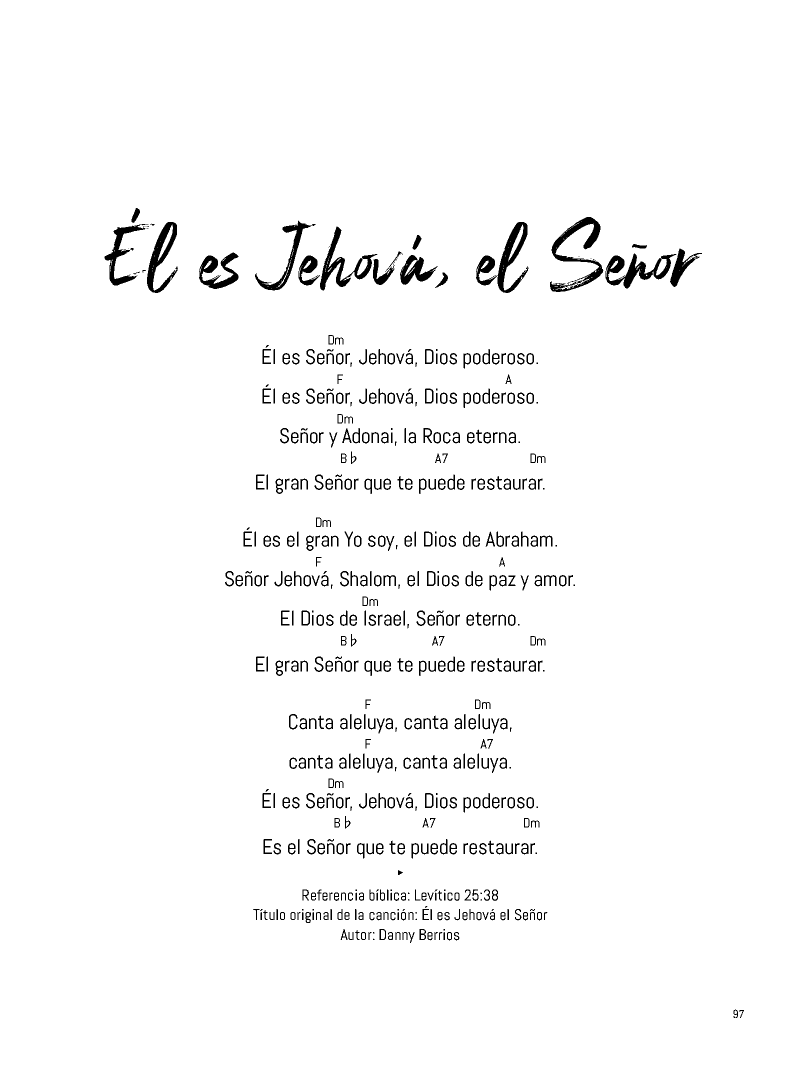 Él es Jehová, el Señor
Dm
Él es Señor, Jehová, Dios poderoso.
F A
Él es Señor, Jehová, Dios poderoso.
Dm
Señor y Adonai, la Roca eterna.
B♭ A7 Dm
El gran Señor que te puede restaurar.
Dm
Él es el gran Yo soy, el Dios de Abraham.
F A
Señor Jehová, Shalom, el Dios de paz y amor.
Dm
El Dios de Israel, Señor eterno.
B♭ A7 Dm
El gran Señor que te puede restaurar.
F Dm
Canta aleluya, canta aleluya,
F A7
canta aleluya, canta aleluya.
Dm
Él es Señor, Jehová, Dios poderoso.
B♭ A7 Dm
Es el Señor que te puede restaurar.
Referencia bíblica: Levítico 25:38
Título original de la canción: Él es Jehová el Señor
Autor: Danny Berrios
97